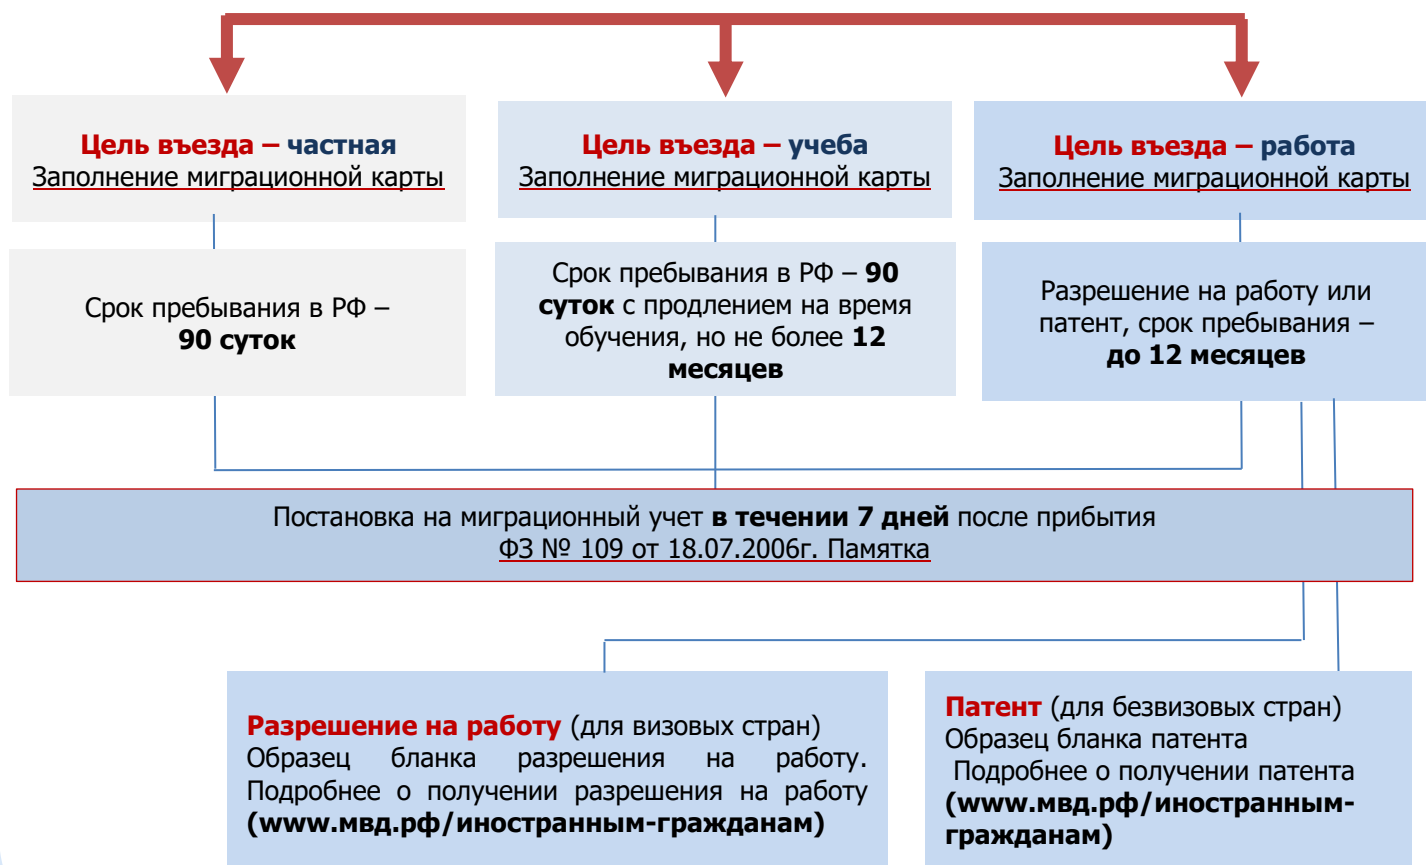 Цель въезда – частная
Заполнение миграционной карты
Цель въезда – учеба
Заполнение миграционной карты
Цель въезда – работа
Заполнение миграционной карты
Срок пребывания в РФ –
90 суток
Срок пребывания в РФ – 90
суток с продлением на время
обучения, но не более 12
месяцев
Разрешение на работу или
патент, срок пребывания –
до 12 месяцев
Постановка на миграционный учет в течении 7 дней после прибытия
ФЗ № 109 от 18.07.2006г. Памятка
Разрешение на работу (для визовых стран)
Образец бланка разрешения на работу.
Подробнее о получении разрешения на работу
(www.мвд.рф/иностранным-гражданам)
Патент (для безвизовых стран)
Образец бланка патента
Подробнее о получении патента
(www.мвд.рф/иностранным-
гражданам)